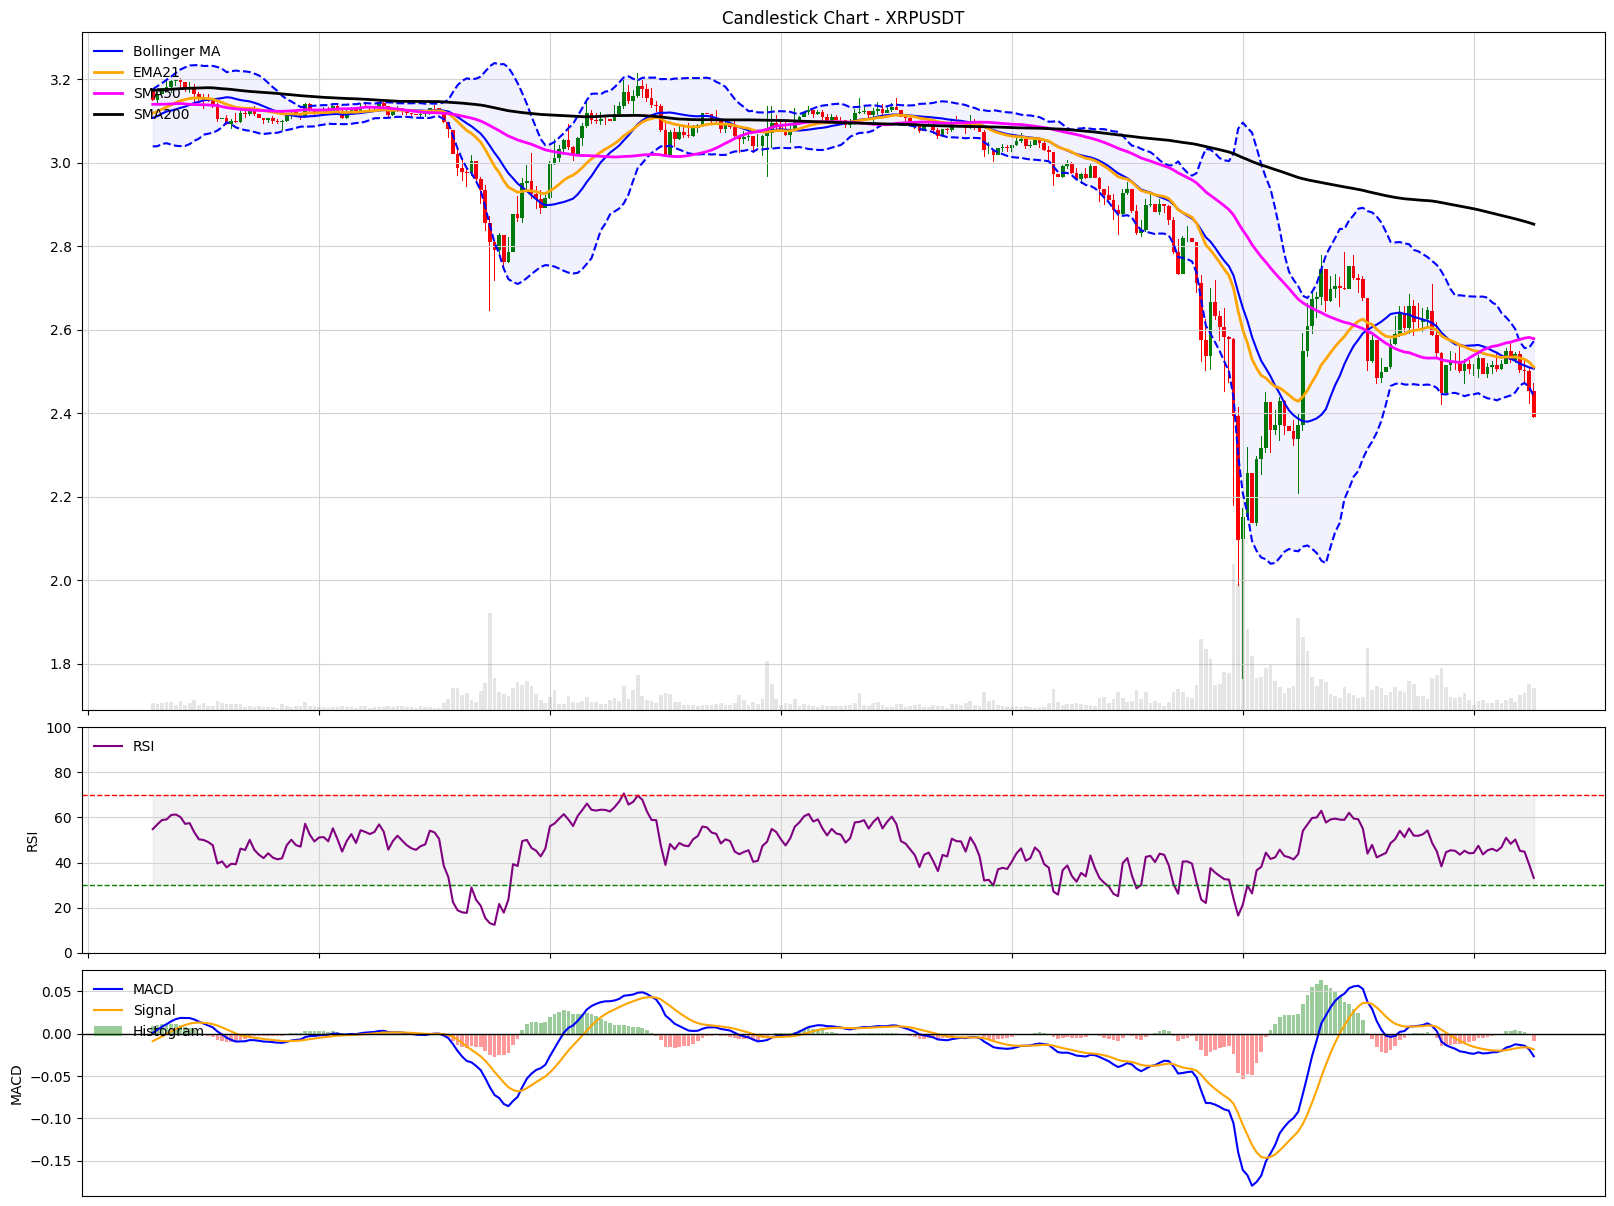 Candlestick Chart - XRPUSDT
Bollinger MA
EMA21
SMA50
SMA200
3.2
3.0
2.8
2.6
2.4
2.2
2.0
1.8
RSI
RSI
100
80
60
40
20
0
MACD
Signal
Histogram
MACD
0.05
0.00
−0.05
−0.10
−0.15